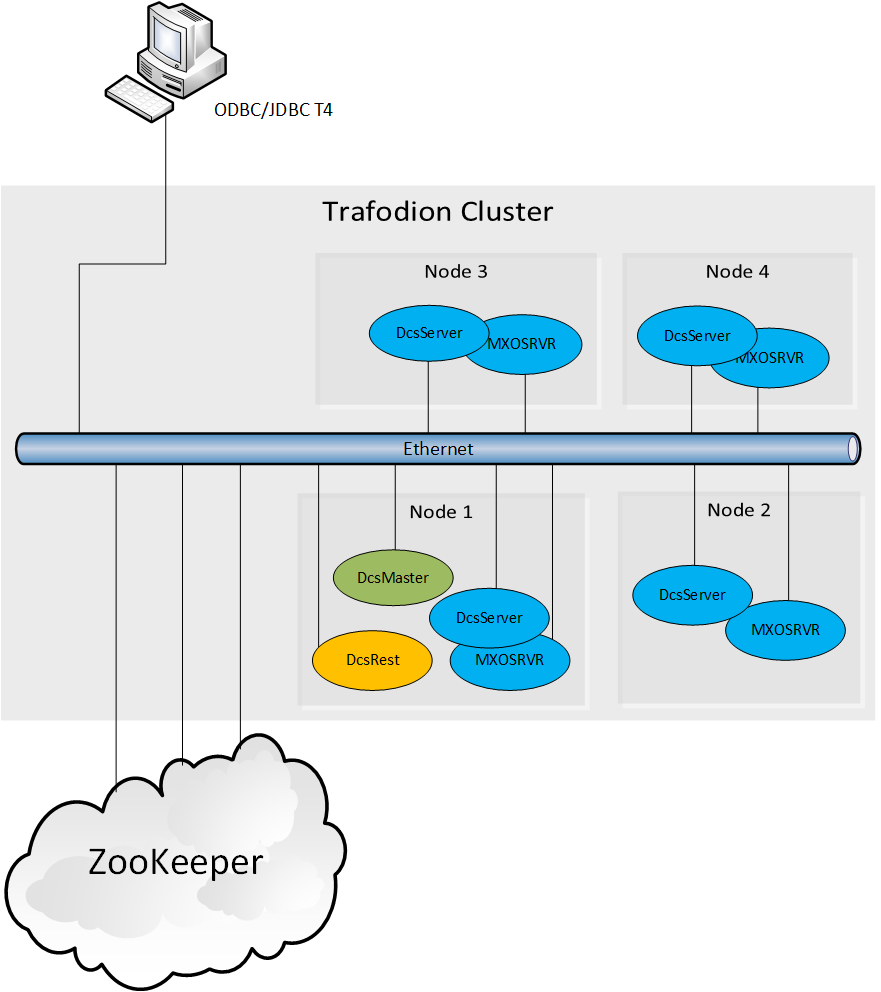 ODBC/JDBC T4
Trafodion Cluster
Node 3
DcsServer
MXOSRVR
Node 4
DcsServer
MXOSRVR
Ethernet
Node 1
DcsMaster
DcsServer
DcsRest
MXOSRVR
Node 2
DcsServer
MXOSRVR
ZooKeeper